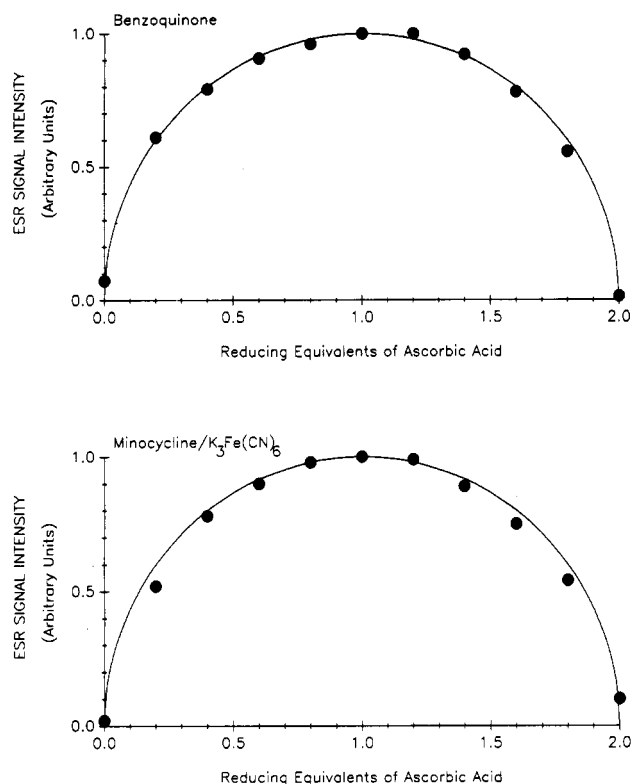 Benzoquinone
ESR SIGNAL INTENSITY
(Arbitrary Units)
1.0
0.5
0.0
0.0 0.5 1.0 1.5 2.0
Reducing Equivalents of Ascorbic Acid
Minocycline/K3Fe(CN)6
ESR SIGNAL INTENSITY
(Arbitrary Units)
1.0
0.5
0.0
0.0 0.5 1.0 1.5 2.0
Reducing Equivalents of Ascorbic Acid